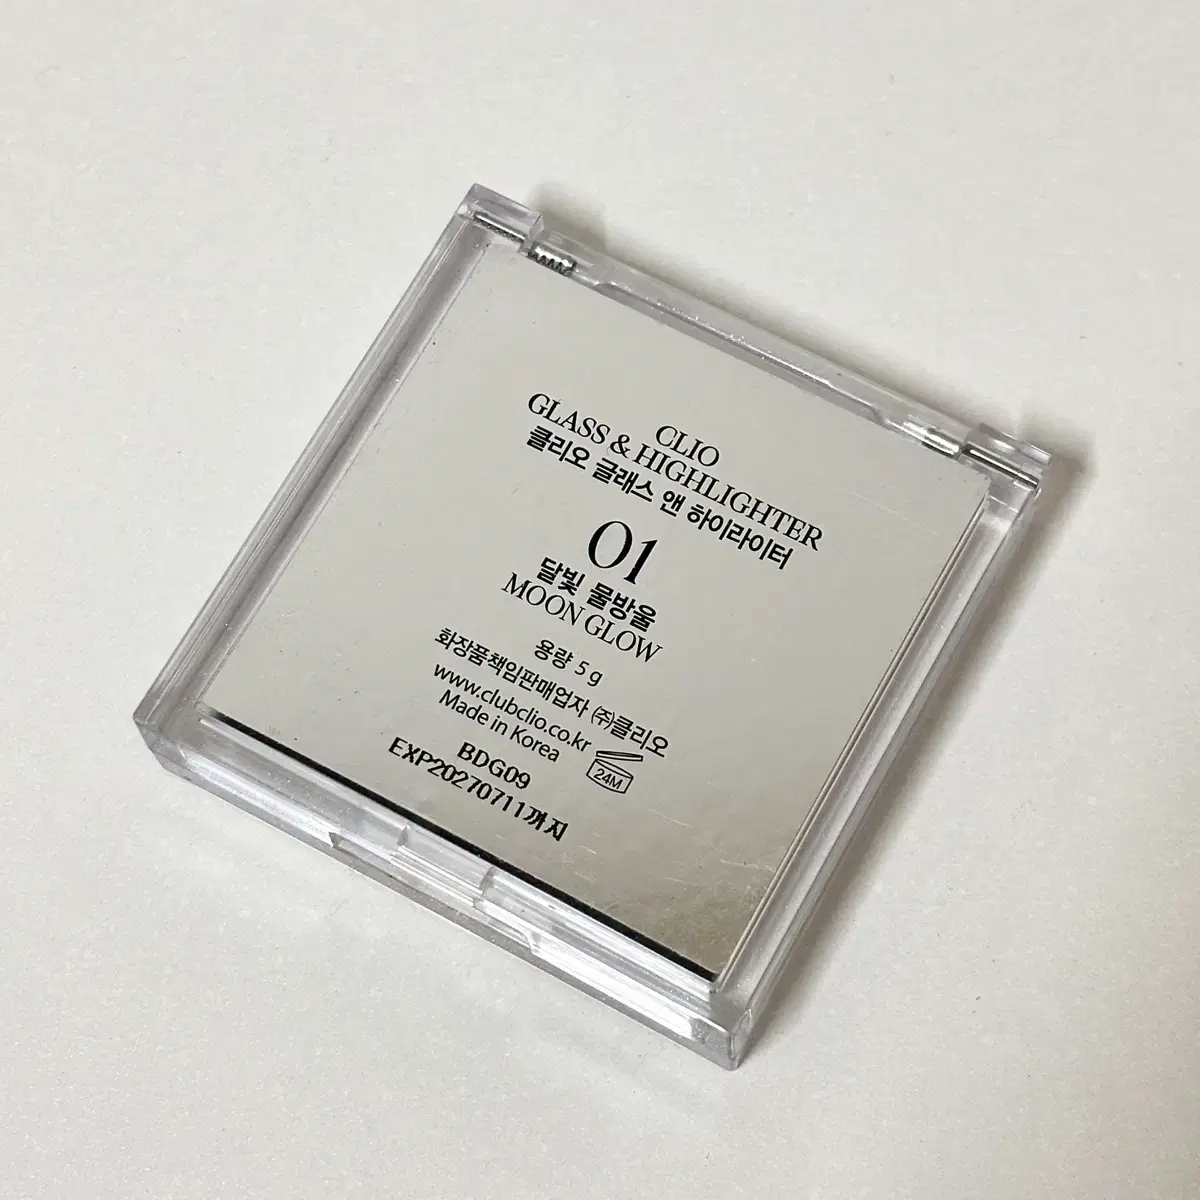 CLIO
GLASS & HIGHLIGHTER
클리오 글래스 앤 하이라이터
01
달빛 물방울
MOON GLOW
용량 5 g
화장품책임판매업자 ㈜클리오
www.clubclio.co.kr
Made in Korea
24M
BDG09
EXP20270711까지